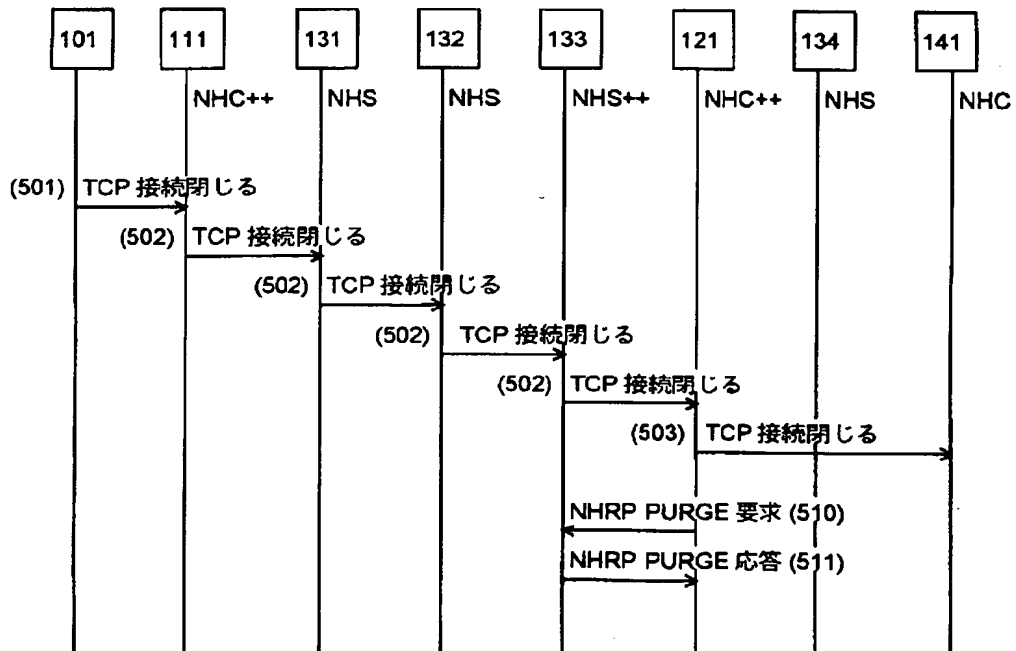 101 111 131 132 133 121 134 141
NHC++ NHS NHS NHS++ NHC++ NHS NHC
(501) TCP 接続閉じる
(502) TCP 接続閉じる
(502) TCP 接続閉じる
(502) TCP 接続閉じる
(502) TCP 接続閉じる
(503) TCP 接続閉じる
NHRP PURGE 要求 (510)
NHRP PURGE 応答 (511)